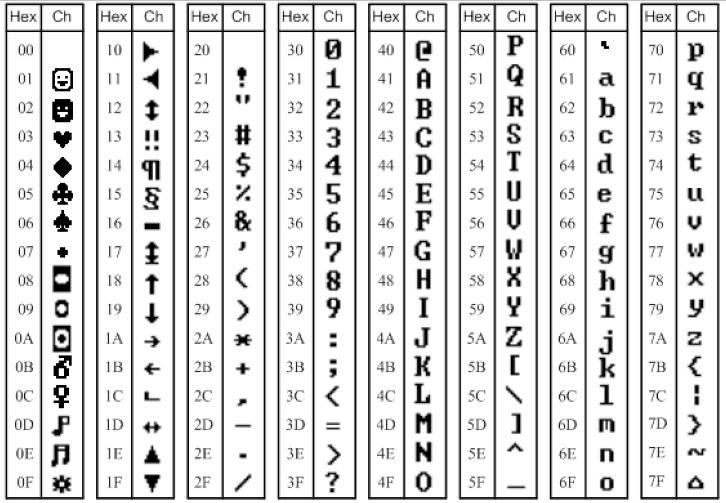 Hex Ch Hex Ch Hex Ch Hex Ch Hex Ch Hex Ch Hex Ch Hex Ch
00 10 ► 20 30 0 40 @ 50 P 60 ` 70 p
01 ☺ 11 ◄ 21 ! 31 1 41 A 51 Q 61 a 71 q
02 ☻ 12 ↕ 22 " 32 2 42 B 52 R 62 b 72 r
03 ♥ 13 ‼ 23 # 33 3 43 C 53 S 63 c 73 s
04 ♦ 14 ¶ 24 $ 34 4 44 D 54 T 64 d 74 t
05 ♣ 15 § 25 % 35 5 45 E 55 U 65 e 75 u
06 ♠ 16 ▬ 26 & 36 6 46 F 56 V 66 f 76 v
07 • 17 ↨ 27 ' 37 7 47 G 57 W 67 g 77 w
08 ◘ 18 ↑ 28 ( 38 8 48 H 58 X 68 h 78 x
09 ○ 19 ↓ 29 ) 39 9 49 I 59 Y 69 i 79 y
0A ◙ 1A → 2A * 3A : 4A J 5A Z 6A j 7A z
0B ♂ 1B ← 2B + 3B ; 4B K 5B [ 6B k 7B {
0C ♀ 1C ∟ 2C , 3C < 4C L 5C \ 6C l 7C ¦
0D ♪ 1D ↔ 2D – 3D = 4D M 5D ] 6D m 7D }
0E ♫ 1E ▲ 2E . 3E > 4E N 5E ^ 6E n 7E ~
0F ☼ 1F ▼ 2F / 3F ? 4F O 5F _ 6F o 7F ⌂